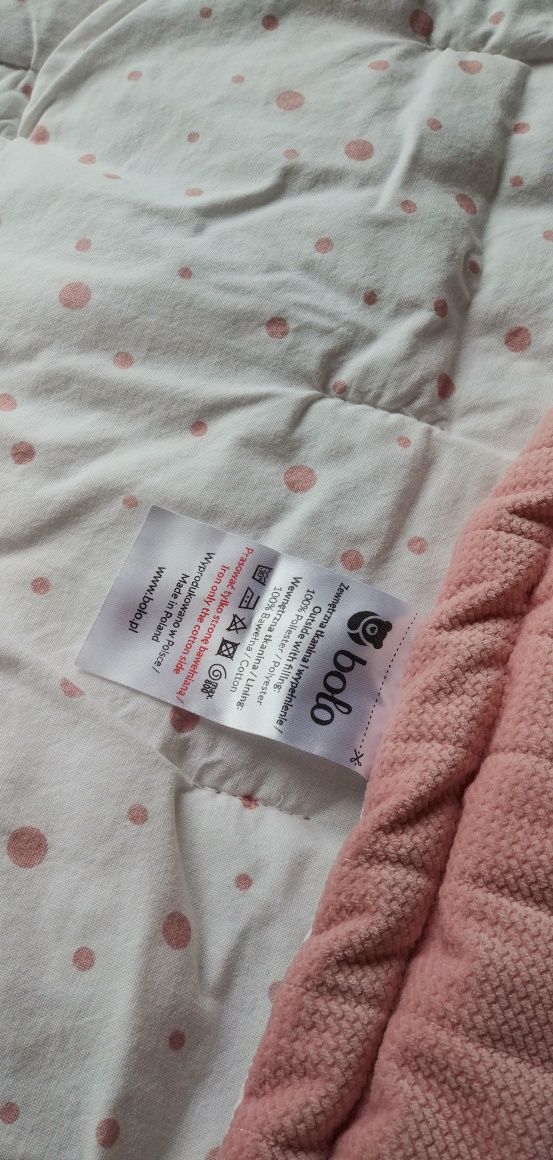 bolo
Zewnętrzna tkanina i wypełnienie /
Outside with filling:
100% Poliester / Polyester
Wewnętrzna tkanina / Lining:
100% Bawełna / Cotton
Prasować tylko stronę bawełnianą /
Iron only the cotton side
Wyprodukowano w Polsce /
Made in Poland
www.bolo.pl